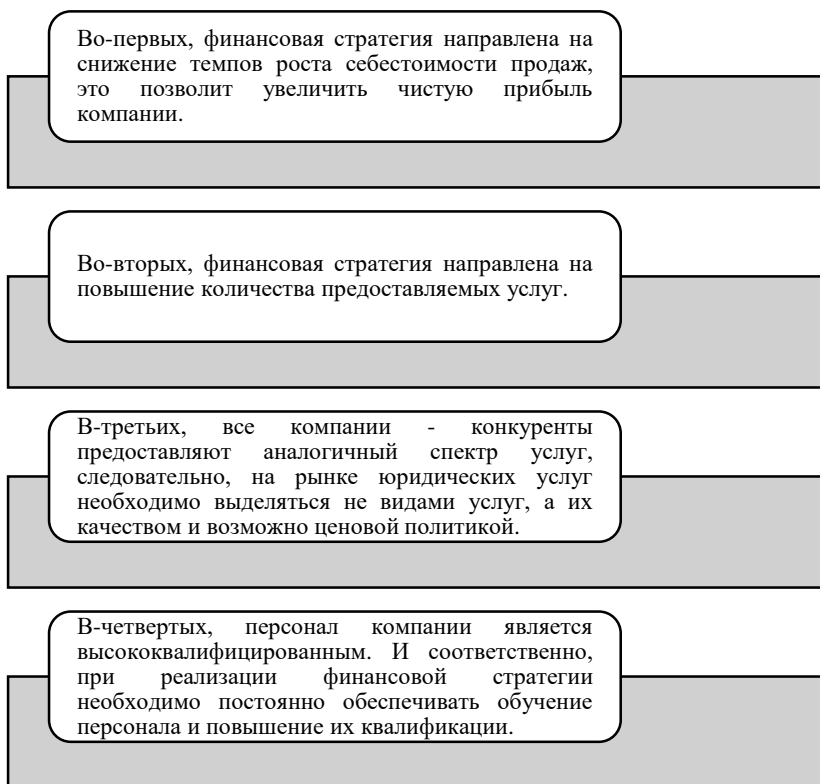 Во-первых, финансовая стратегия направлена на
снижение темпов роста себестоимости продаж,
это позволит увеличить чистую прибыль
компании.
Во-вторых, финансовая стратегия направлена на
повышение количества предоставляемых услуг.
В-третьих, все компании - конкуренты
предоставляют аналогичный спектр услуг,
следовательно, на рынке юридических услуг
необходимо выделяться не видами услуг, а их
качеством и возможно ценовой политикой.
В-четвертых, персонал компании является
высококвалифицированным. И соответственно,
при реализации финансовой стратегии
необходимо постоянно обеспечивать обучение
персонала и повышение их квалификации.